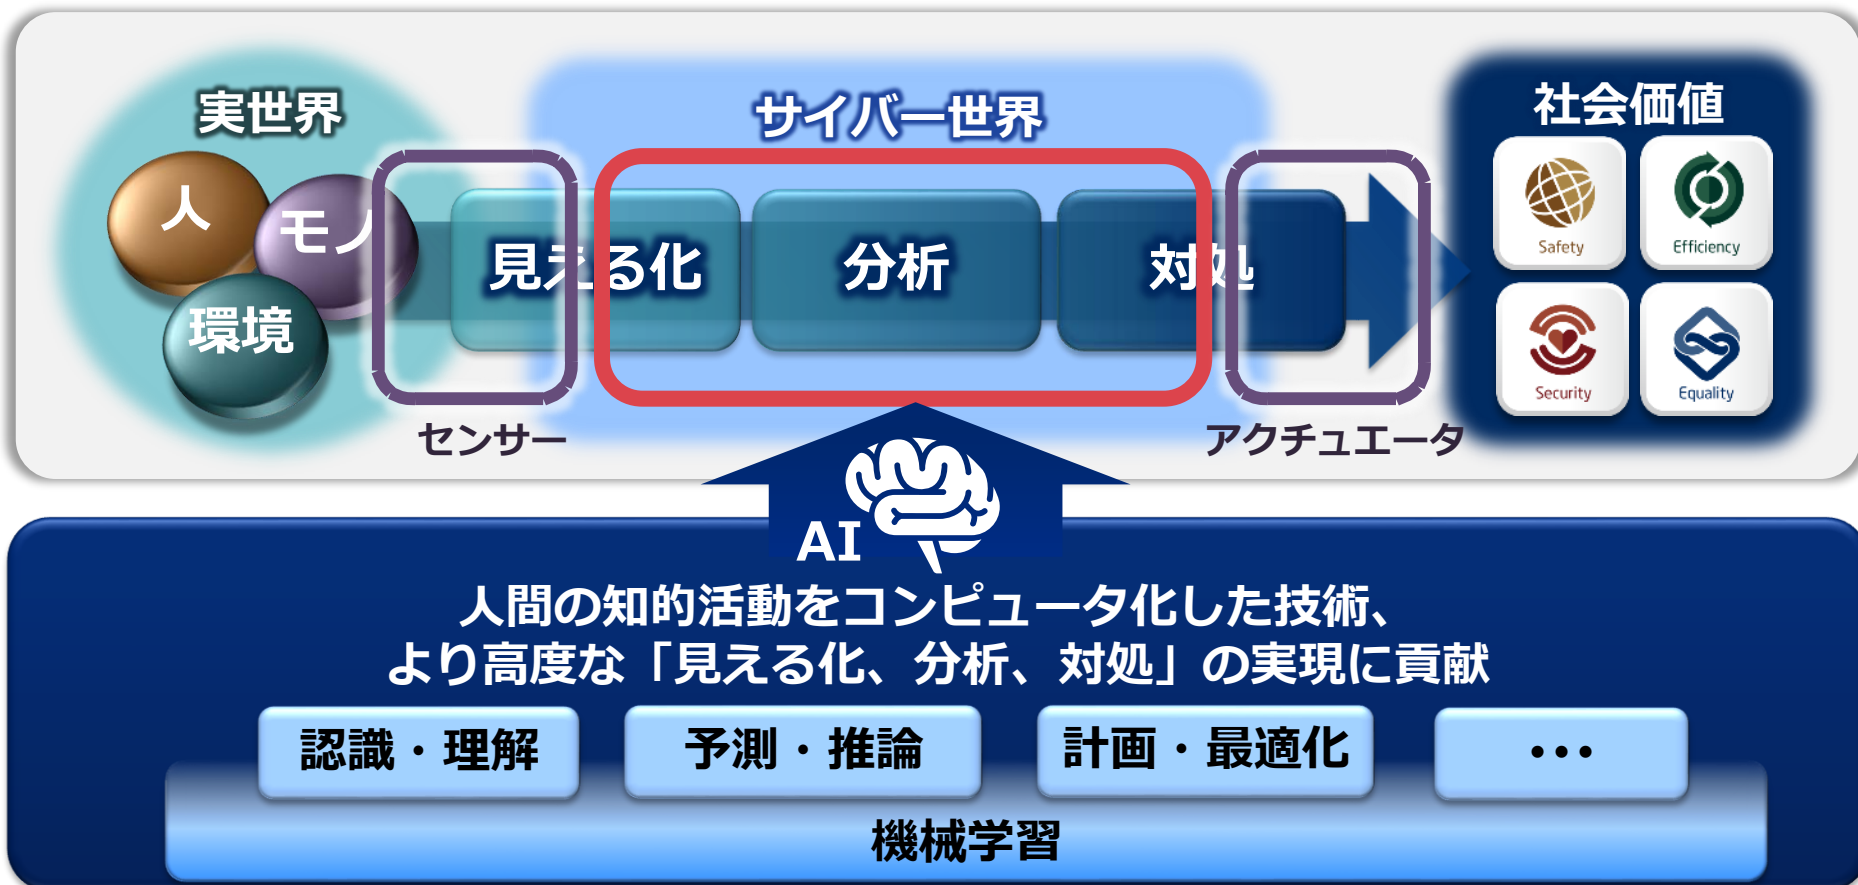 実世界
サイバー世界
社会価値
人
モノ
環境
見える化
分析
対処
Safety
Efficiency
Security
Equality
センサー
アクチュエータ
AI
人間の知的活動をコンピュータ化した技術、
より高度な「見える化、分析、対処」の実現に貢献
認識・理解
予測・推論
計画・最適化
・・・
機械学習